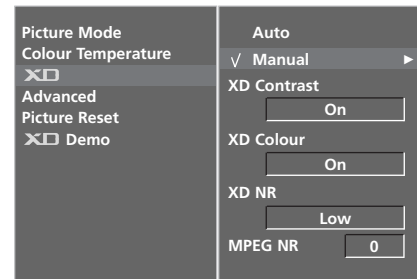 Picture Mode
Colour Temperature
XD
Advanced
Picture Reset
XD Demo
Auto
√ Manual ►
XD Contrast
On
XD Colour
On
XD NR
Low
MPEG NR 0